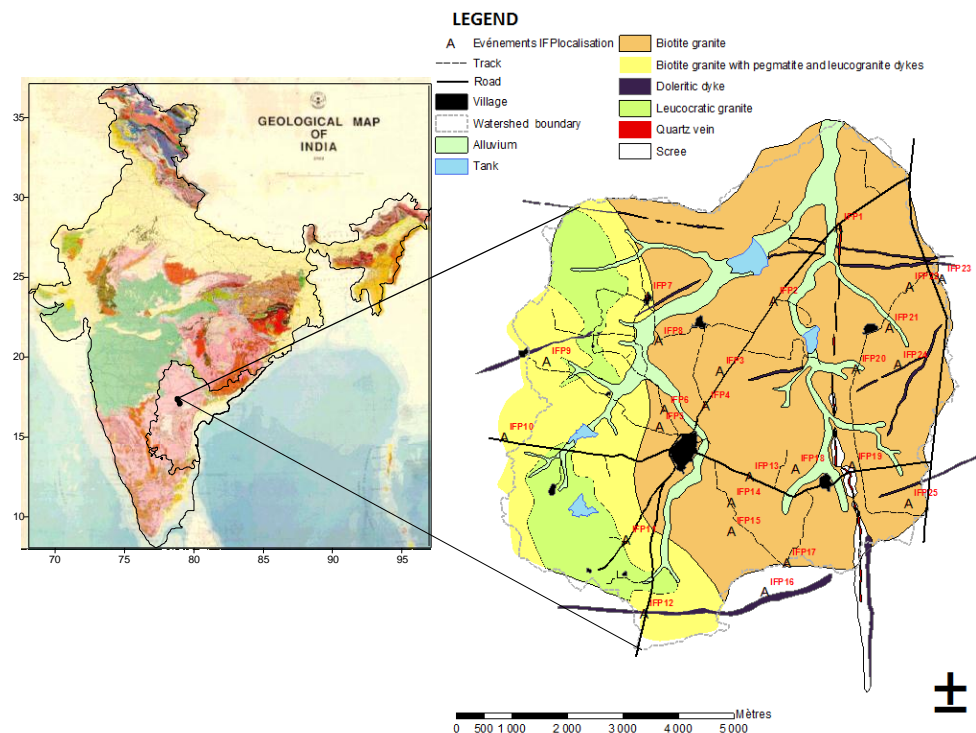 LEGEND
A Evénements IFPlocalisation
Track
Road
Village
Watershed boundary
Alluvium
Tank
Biotite granite
Biotite granite with pegmatite and leucogranite dykes
Doleritic dyke
Leucocratic granite
Quartz vein
Scree
GEOLOGICAL MAP
OF
INDIA
35
30
25
20
15
10
70 75 80 85 90 95
A IFP1
A IFP23
A
A IFP2
A IFP7
A IFP21
A IFP8
A IFP9
A IFP3
A IFP20
A IFP24
A IFP6
A IFP4
A IFP5
A IFP10
A IFP13
A IFP18
A IFP19
A IFP14
A IFP25
A IFP15
A
A IFP17
A IFP16
A IFP12
±
Mètres
0 500 1 000 2 000 3 000 4 000 5 000